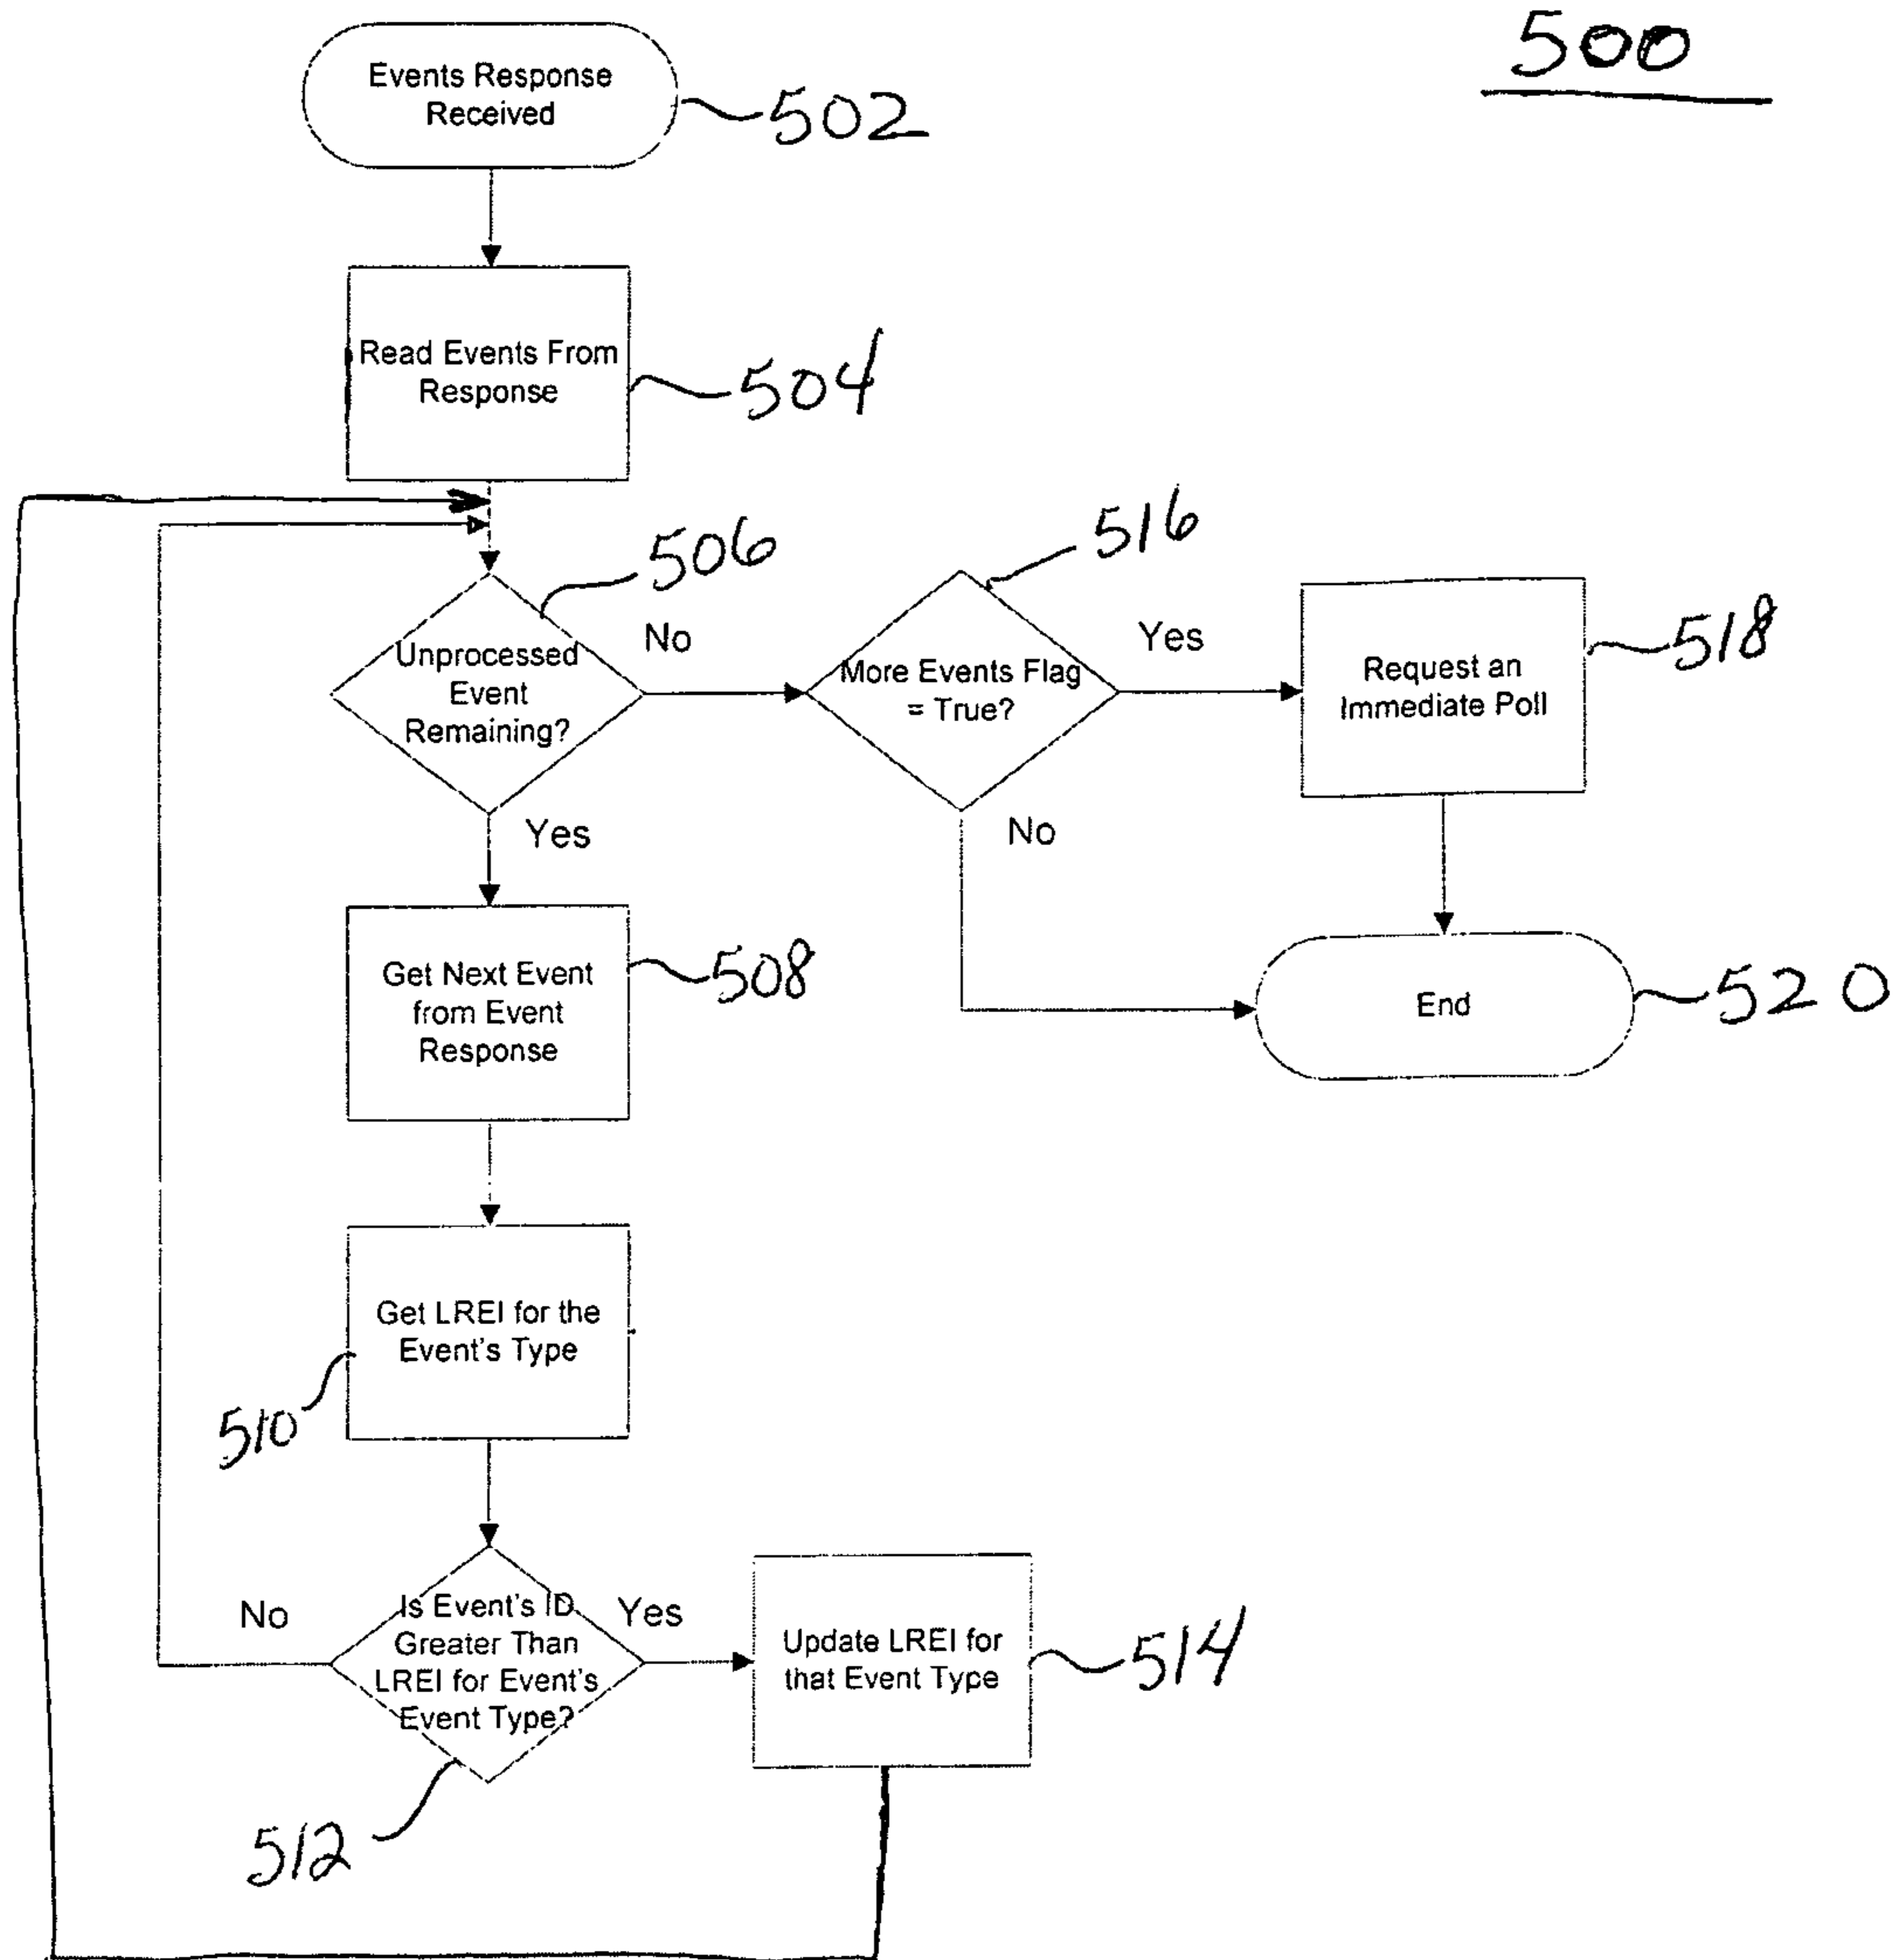 500
Events Response
Received
502
Read Events From
Response
504
506
Unprocessed
Event
Remaining?
No
Yes
516
More Events Flag
= True?
Yes
No
Request an
Immediate Poll
518
Get Next Event
from Event
Response
508
End
520
Get LREI for the
Event's Type
510
Is Event's ID
Greater Than
LREI for Event's
Event Type?
No
Yes
512
Update LREI for
that Event Type
514